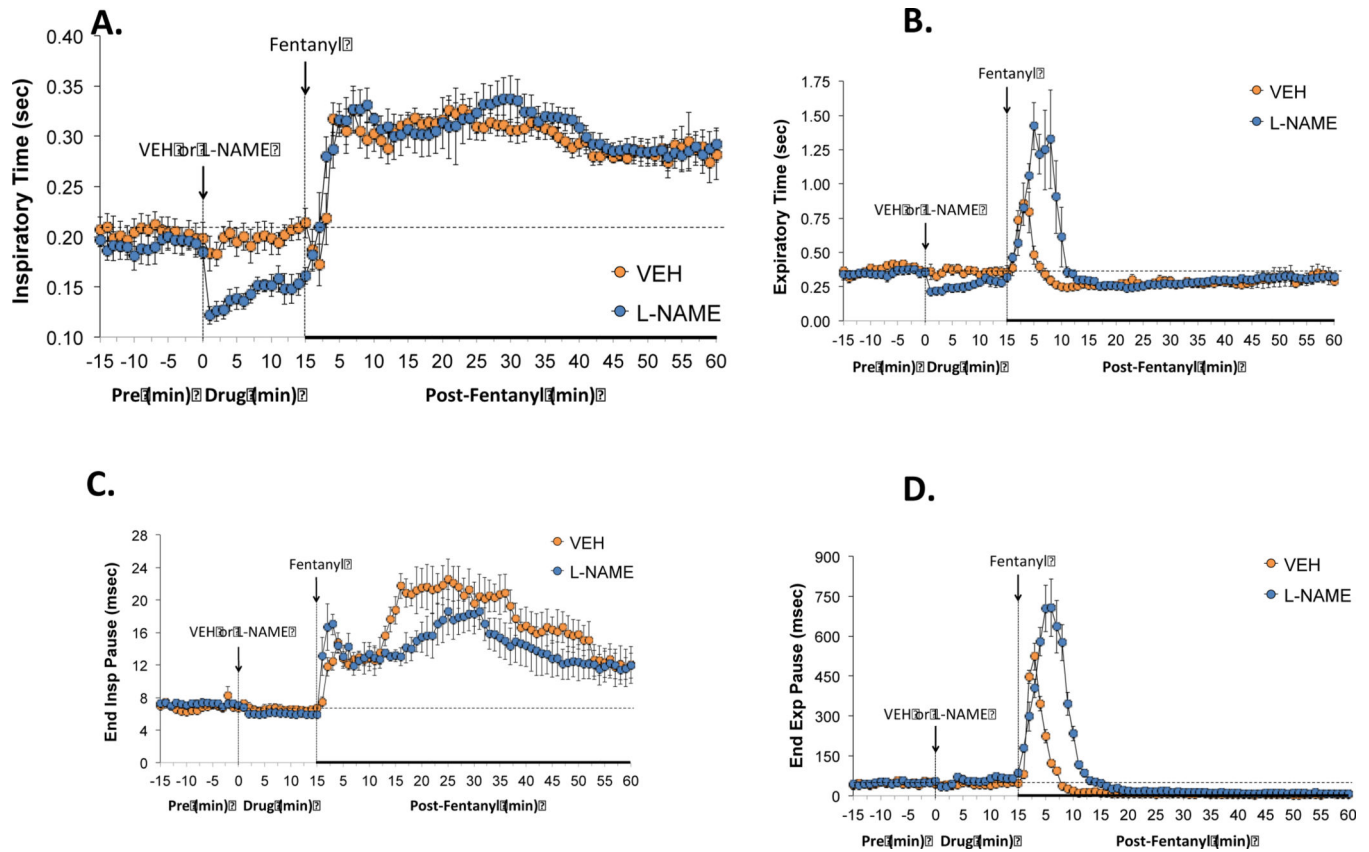 A.
Fentanyl
VEH or L-NAME
Inspiratory Time (sec)
0.40
0.35
0.30
0.25
0.20
0.15
0.10
VEH
L-NAME
-15 -10 -5 0 5 10 15 5 10 15 20 25 30 35 40 45 50 55 60
Pre (min) Drug (min) Post-Fentanyl (min)
B.
Fentanyl
VEH or L-NAME
VEH
L-NAME
Expiratory Time (sec)
1.75
1.50
1.25
1.00
0.75
0.50
0.25
0.00
-15 -10 -5 0 5 10 15 5 10 15 20 25 30 35 40 45 50 55 60
Pre (min) Drug (min) Post-Fentanyl (min)
C.
Fentanyl
VEH or L-NAME
VEH
L-NAME
End Insp Pause (msec)
28
24
20
16
12
8
4
0
-15 -10 -5 0 5 10 15 5 10 15 20 25 30 35 40 45 50 55 60
Pre (min) Drug (min) Post-Fentanyl (min)
D.
Fentanyl
VEH or L-NAME
VEH
L-NAME
End Exp Pause (msec)
900
750
600
450
300
150
0
-15 -10 -5 0 5 10 15 5 10 15 20 25 30 35 40 45 50 55 60
Pre (min) Drug (min) Post-Fentanyl (min)